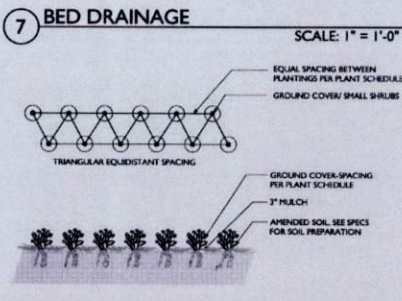 7 BED DRAINAGE
SCALE: 1" = 1'-0"
EQUAL SPACING BETWEEN
PLANTINGS PER PLANT SCHEDULE
GROUND COVER/ SMALL SHRUBS
TRIANGULAR EQUIDISTANT SPACING
GROUND COVER-SPACING
PER PLANT SCHEDULE
3" MULCH
AMENDED SOIL. SEE SPECS
FOR SOIL PREPARATION